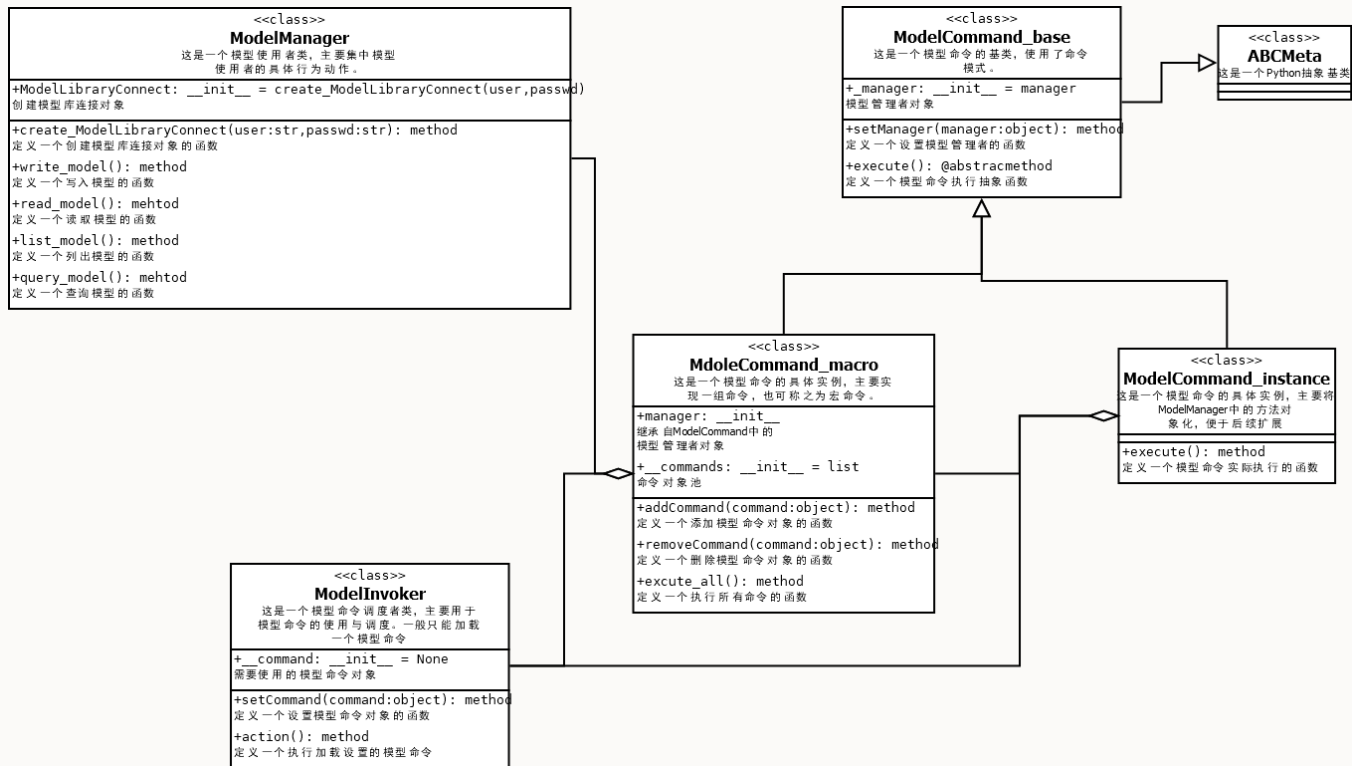 <<class>>
ModelManager
这是一个模型使用者类，主要集中模型
使用者的具体行为动作。
+ModelLibraryConnect: __init__ = create_ModelLibraryConnect(user,passwd)
创建模型库连接对象
+create_ModelLibraryConnect(user:str,passwd:str): method
定义一个创建模型库连接对象的函数
+write_model(): method
定义一个写入模型的函数
+read_model(): mehtod
定义一个读取模型的函数
+list_model(): method
定义一个列出模型的函数
+query_model(): mehtod
定义一个查询模型的函数
<<class>>
ModelCommand_base
这是一个模型命令的基类，使用了命令
模式。
+_manager: __init__ = manager
模型管理者对象
+setManager(manager:object): method
定义一个设置模型管理者的函数
+execute(): @abstracmethod
定义一个模型命令执行抽象函数
<<class>>
ABCMeta
这是一个Python抽象基类
<<class>>
MdoleCommand_macro
这是一个模型命令的具体实例，主要实
现一组命令，也可称之为宏命令。
+manager: __init__
继承自ModelCommand中的
模型管理者对象
+__commands: __init__ = list
命令对象池
+addCommand(command:object): method
定义一个添加模型命令对象的函数
+removeCommand(command:object): method
定义一个删除模型命令对象的函数
+excute_all(): method
定义一个执行所有命令的函数
<<class>>
ModelCommand_instance
这是一个模型命令的具体实例，主要将
ModelManager中的方法对
象化，便于后续扩展
+execute(): method
定义一个模型命令实际执行的函数
<<class>>
ModelInvoker
这是一个模型命令调度者类，主要用于
模型命令的使用与调度。一般只能加载
一个模型命令
+__command: __init__ = None
需要使用的模型命令对象
+setCommand(command:object): method
定义一个设置模型命令对象的函数
+action(): method
定义一个执行加载设置的模型命令